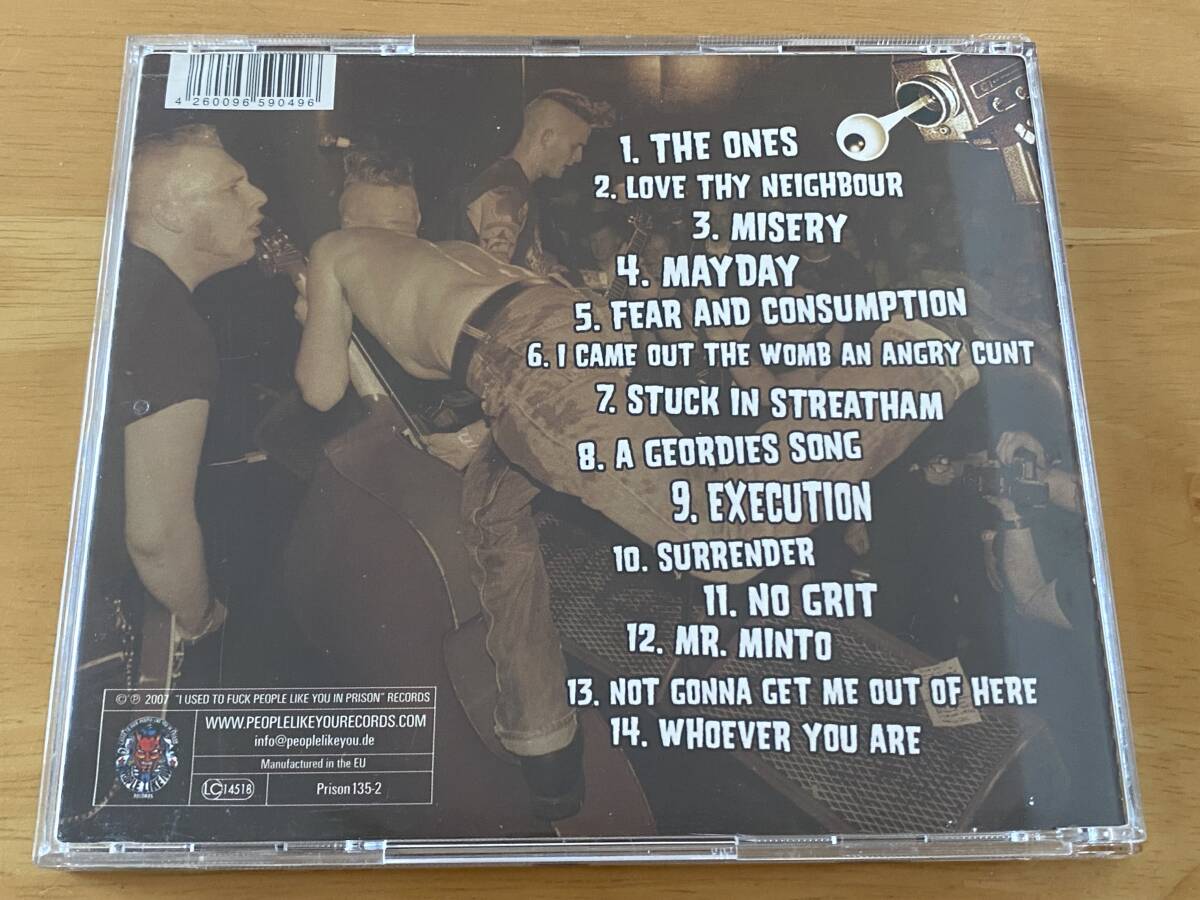 4 260096 590496
1. THE ONES
2. LOVE THY NEIGHBOUR
3. MISERY
4. MAYDAY
5. FEAR AND CONSUMPTION
6. I CAME OUT THE WOMB AN ANGRY CUNT
7. STUCK IN STREATHAM
8. A GEORDIES SONG
9. EXECUTION
10. SURRENDER
11. NO GRIT
12. MR. MINTO
13. NOT GONNA GET ME OUT OF HERE
14. WHOEVER YOU ARE
© ℗ 2007 "I USED TO FUCK PEOPLE LIKE YOU IN PRISON" RECORDS
WWW.PEOPLELIKEYOURECORDS.COM
info@peoplelikeyou.de
Manufactured in the EU
LC 14518
Prison 135-2
RECORDS